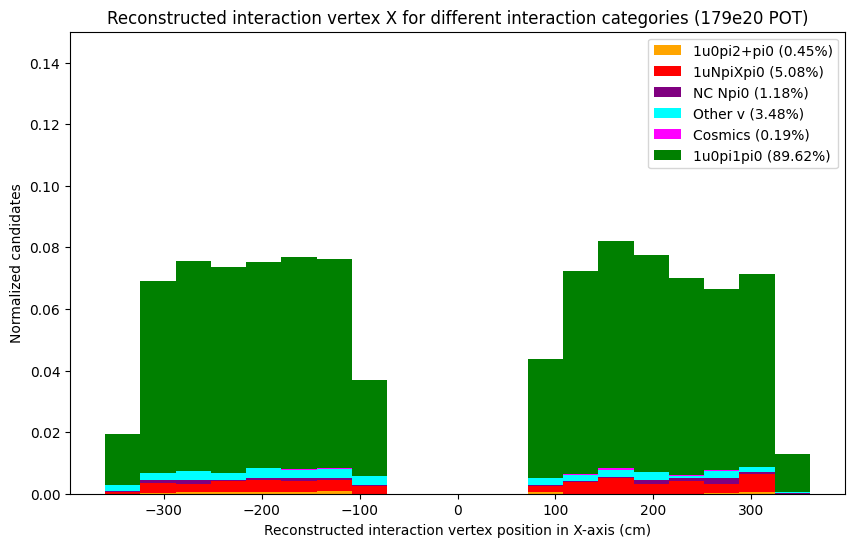 Reconstructed interaction vertex X for different interaction categories (179e20 POT)
0.14
0.12
0.10
0.08
0.06
0.04
0.02
0.00
Normalized candidates
1u0pi2+pi0 (0.45%)
1uNpiXpi0 (5.08%)
NC Npi0 (1.18%)
Other v (3.48%)
Cosmics (0.19%)
1u0pi1pi0 (89.62%)
−300 −200 −100 0 100 200 300
Reconstructed interaction vertex position in X-axis (cm)